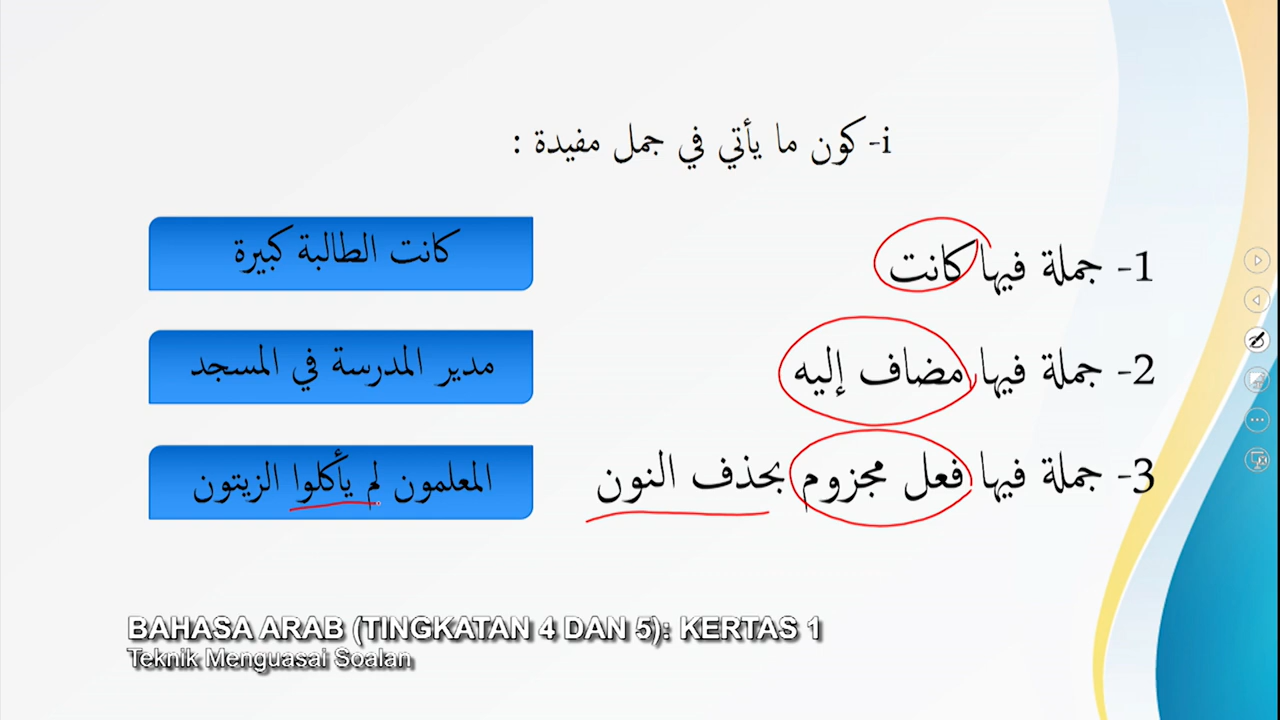 i- كون ما يأتي في جمل مفيدة :
1- جملة فيها كانت
كانت الطالبة كبيرة
2- جملة فيها مضاف إليه
مدير المدرسة في المسجد
3- جملة فيها فعل مجزوم بحذف النون
المعلمون لم يأكلوا الزيتون
BAHASA ARAB (TINGKATAN 4 DAN 5): KERTAS 1
Teknik Menguasai Soalan